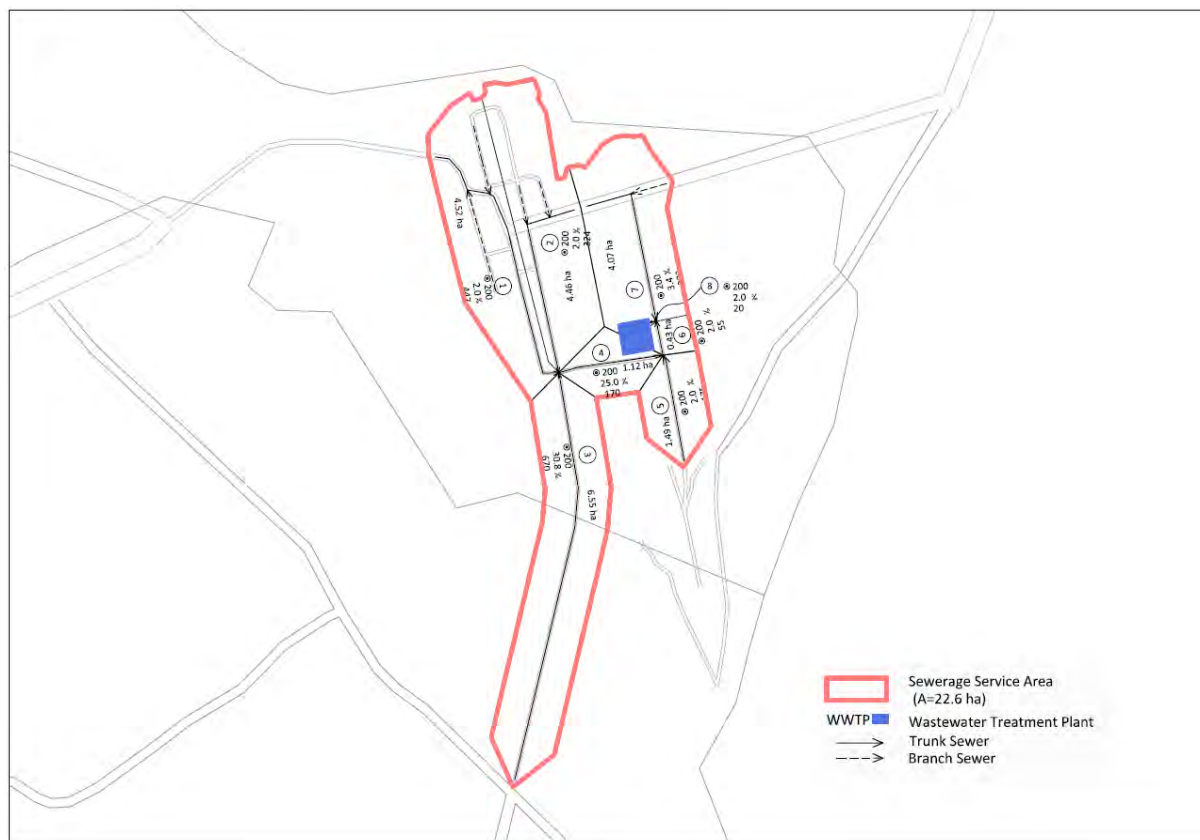 4.52 ha
1
⦿ 200
2.0 ‰
447
2
⦿ 200
2.0 ‰
324
4.46 ha
4.07 ha
7
⦿ 200
3.4 ‰
8
⦿ 200
2.0 ‰
20
6
⦿ 200
2.0 ‰
55
0.43 ha
4
⦿ 200
25.0 ‰
170
1.12 ha
5
⦿ 200
2.0 ‰
1.49 ha
3
⦿ 200
30.8 ‰
670
6.55 ha
Sewerage Service Area
(A=22.6 ha)
WWTP Wastewater Treatment Plant
Trunk Sewer
Branch Sewer